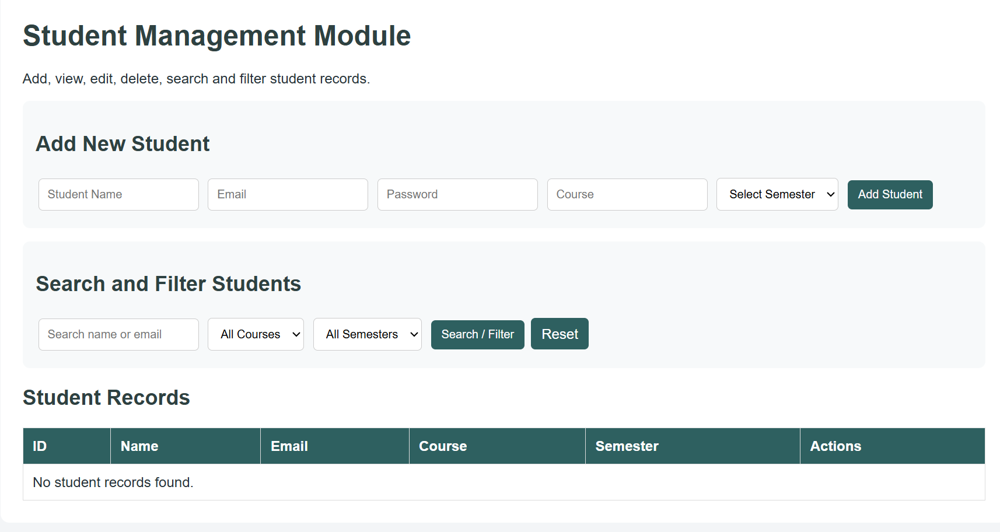 Student Management Module
Add, view, edit, delete, search and filter student records.
Add New Student
Student Name Email Password Course Select Semester Add Student
Search and Filter Students
Search name or email All Courses All Semesters Search / Filter Reset
Student Records
ID Name Email Course Semester Actions
No student records found.